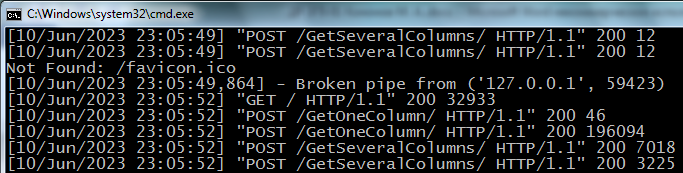 C:\Windows\system32\cmd.exe
[10/Jun/2023 23:05:49] "POST /GetSeveralColumns/ HTTP/1.1" 200 12
[10/Jun/2023 23:05:49] "POST /GetSeveralColumns/ HTTP/1.1" 200 12
Not Found: /favicon.ico
[10/Jun/2023 23:05:49,864] - Broken pipe from ('127.0.0.1', 59423)
[10/Jun/2023 23:05:52] "GET / HTTP/1.1" 200 32933
[10/Jun/2023 23:05:52] "POST /GetOneColumn/ HTTP/1.1" 200 46
[10/Jun/2023 23:05:52] "POST /GetOneColumn/ HTTP/1.1" 200 196094
[10/Jun/2023 23:05:52] "POST /GetSeveralColumns/ HTTP/1.1" 200 7018
[10/Jun/2023 23:05:52] "POST /GetSeveralColumns/ HTTP/1.1" 200 3225